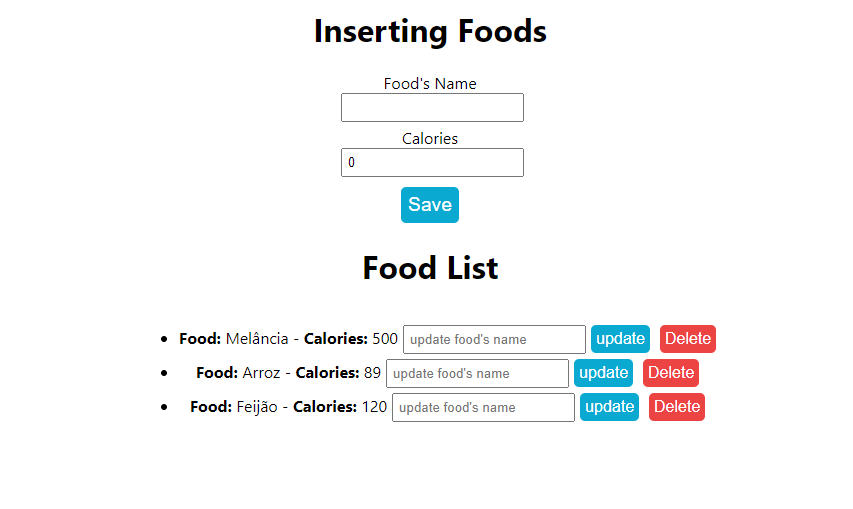 Inserting Foods
Food's Name
Calories
0
Save
Food List
Food: Melância - Calories: 500 update food's name update Delete
Food: Arroz - Calories: 89 update food's name update Delete
Food: Feijão - Calories: 120 update food's name update Delete